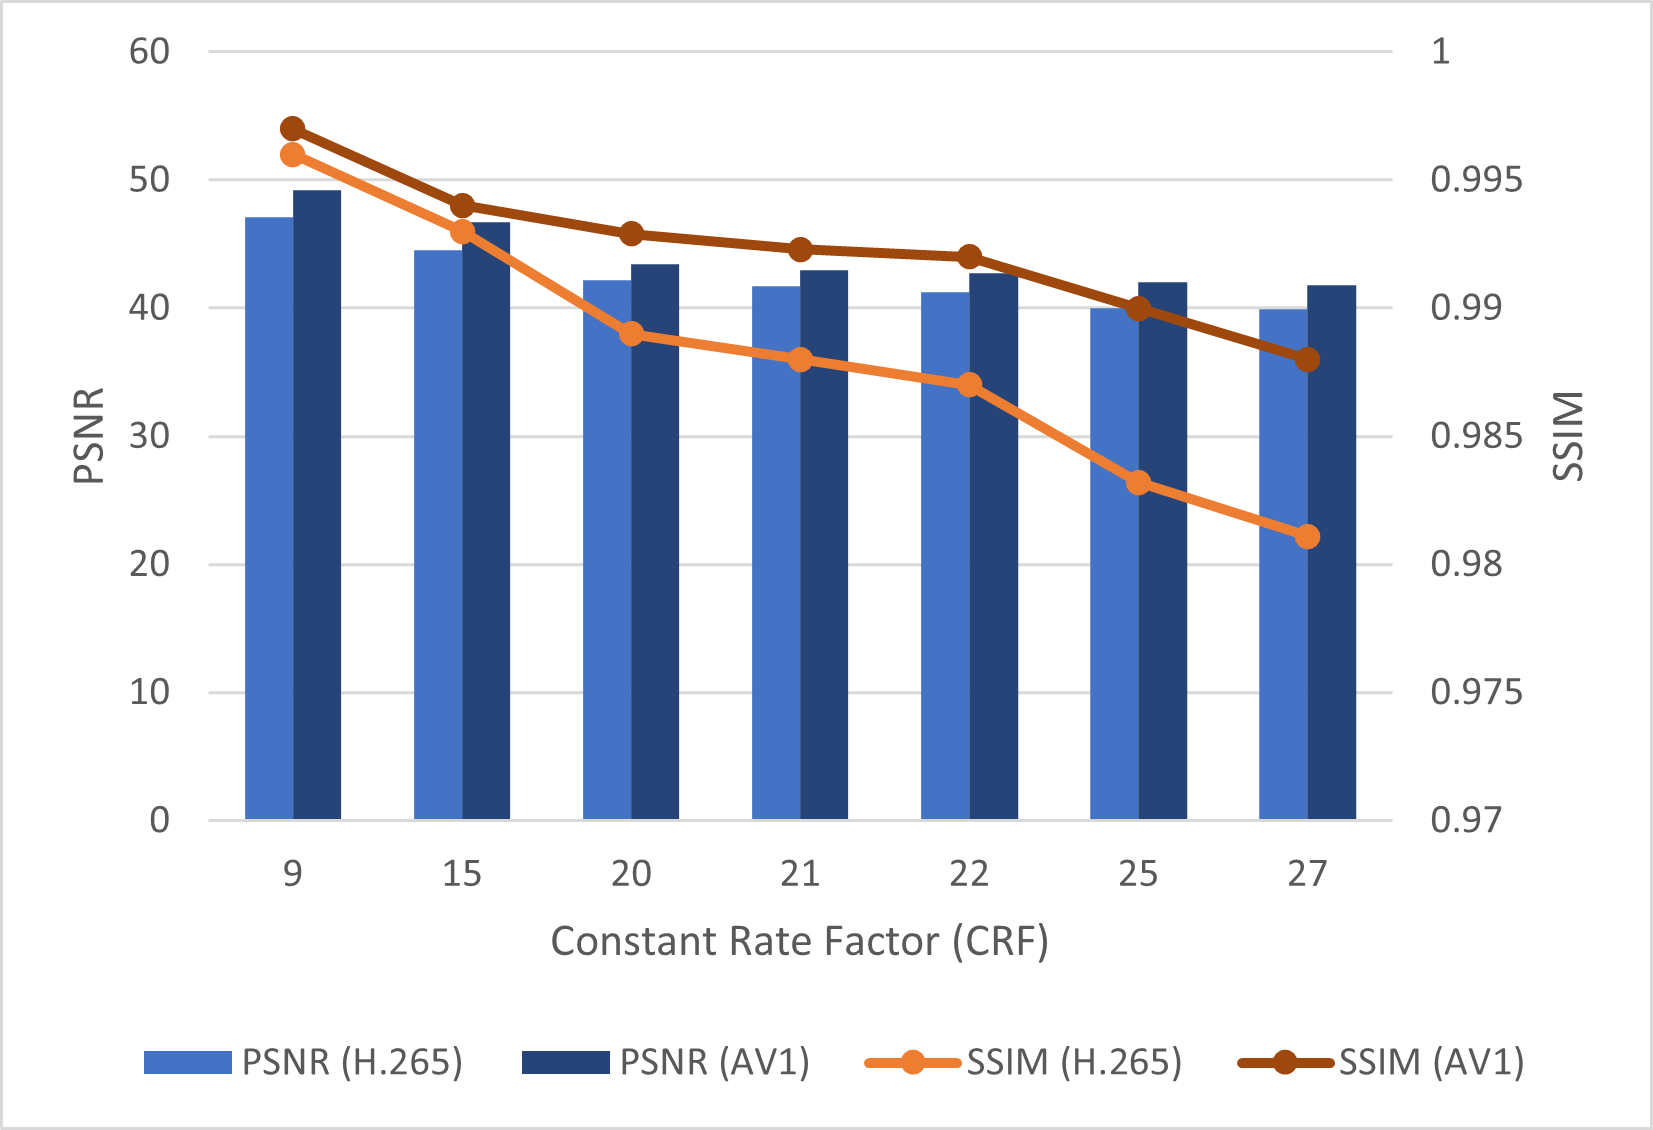 60
50
40
30
20
10
0
PSNR
1
0.995
0.99
0.985
0.98
0.975
0.97
SSIM
9 15 20 21 22 25 27
Constant Rate Factor (CRF)
PSNR (H.265) PSNR (AV1) SSIM (H.265) SSIM (AV1)